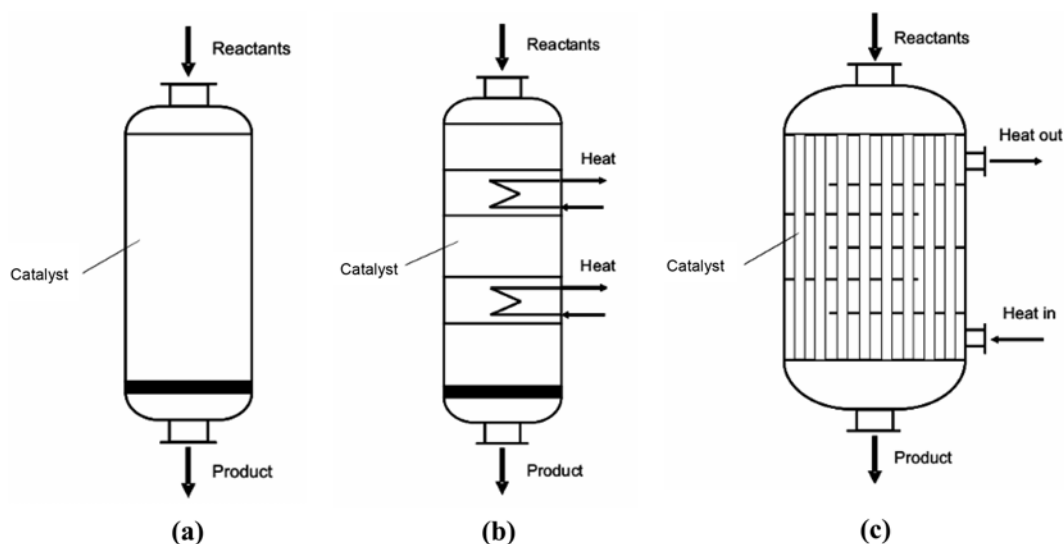 Reactants
Catalyst
Product
(a)
Reactants
Heat
Catalyst
Heat
Product
(b)
Reactants
Heat out
Catalyst
Heat in
Product
(c)